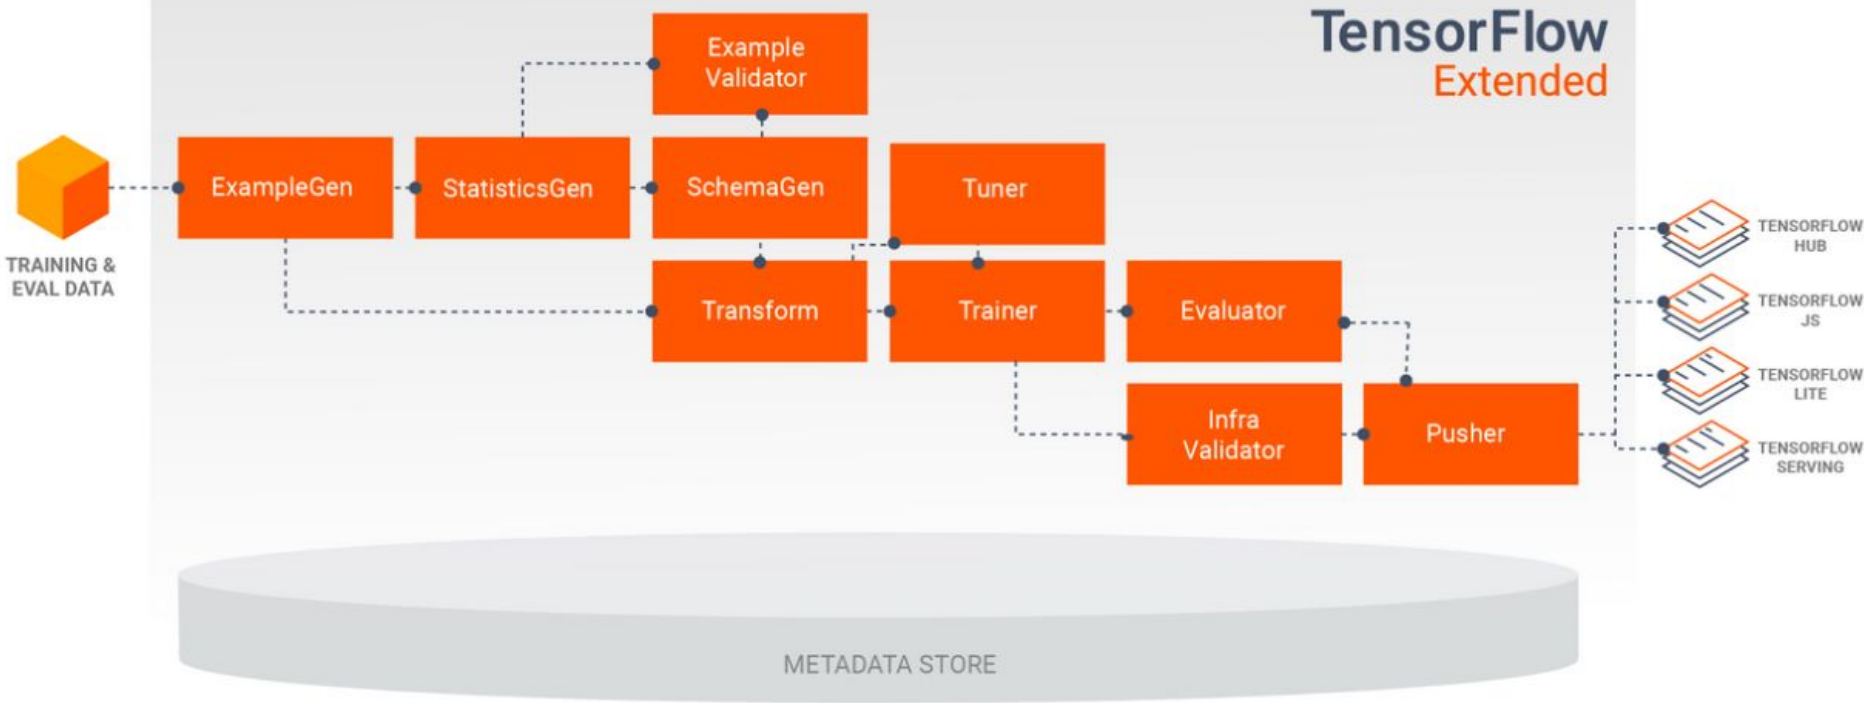 TensorFlow
Extended
Example
Validator
ExampleGen
StatisticsGen
SchemaGen
Tuner
TRAINING &
EVAL DATA
Transform
Trainer
Evaluator
Infra
Validator
Pusher
TENSORFLOW
HUB
TENSORFLOW
JS
TENSORFLOW
LITE
TENSORFLOW
SERVING
METADATA STORE